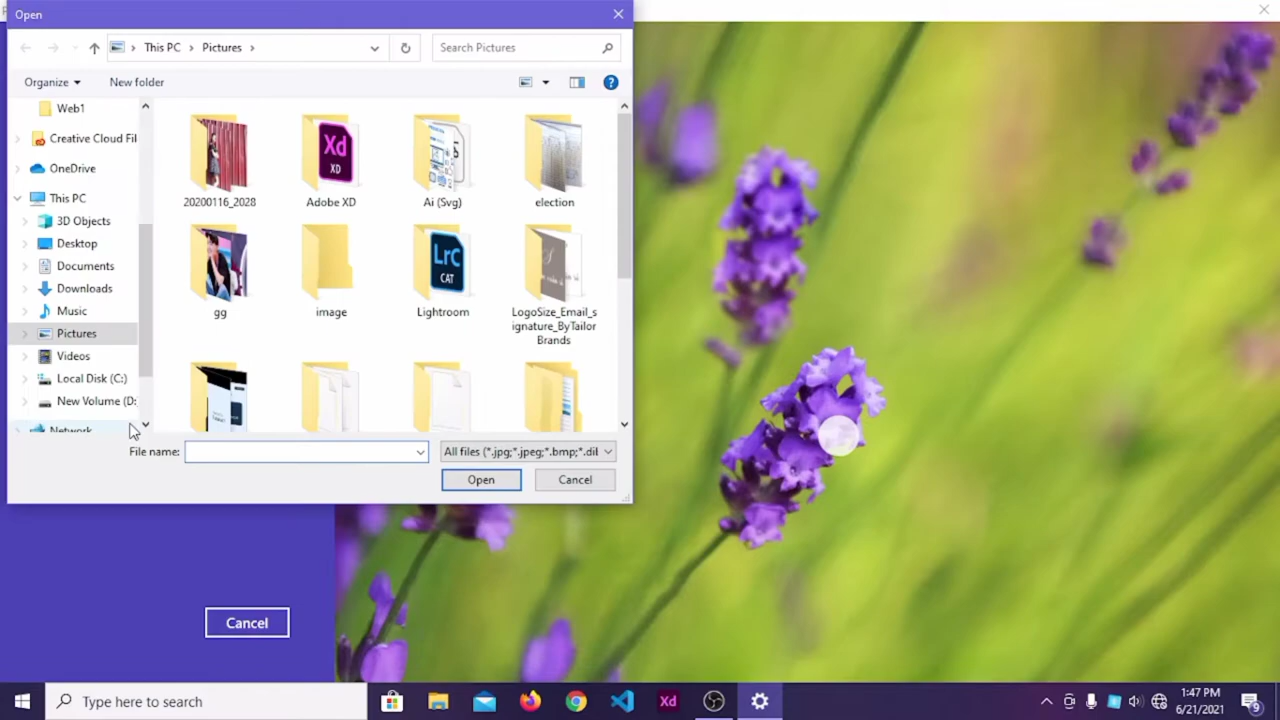 Open
This PC
Pictures
Search Pictures
Organize
New folder
Web1
Creative Cloud Fil
OneDrive
This PC
3D Objects
Desktop
Documents
Downloads
Music
Pictures
Videos
Local Disk (C:)
New Volume (D:
Network
20200116_2028
Xd
XD
Adobe XD
Ai (Svg)
election
gg
image
LrC
CAT
Lightroom
LogoSize_Email_s
ignature_ByTailor
Brands
File name:
All files (*.jpg;*.jpeg;*.bmp;*.dil
Open
Cancel
Cancel
Type here to search
Xd
1:47 PM
6/21/2021
9